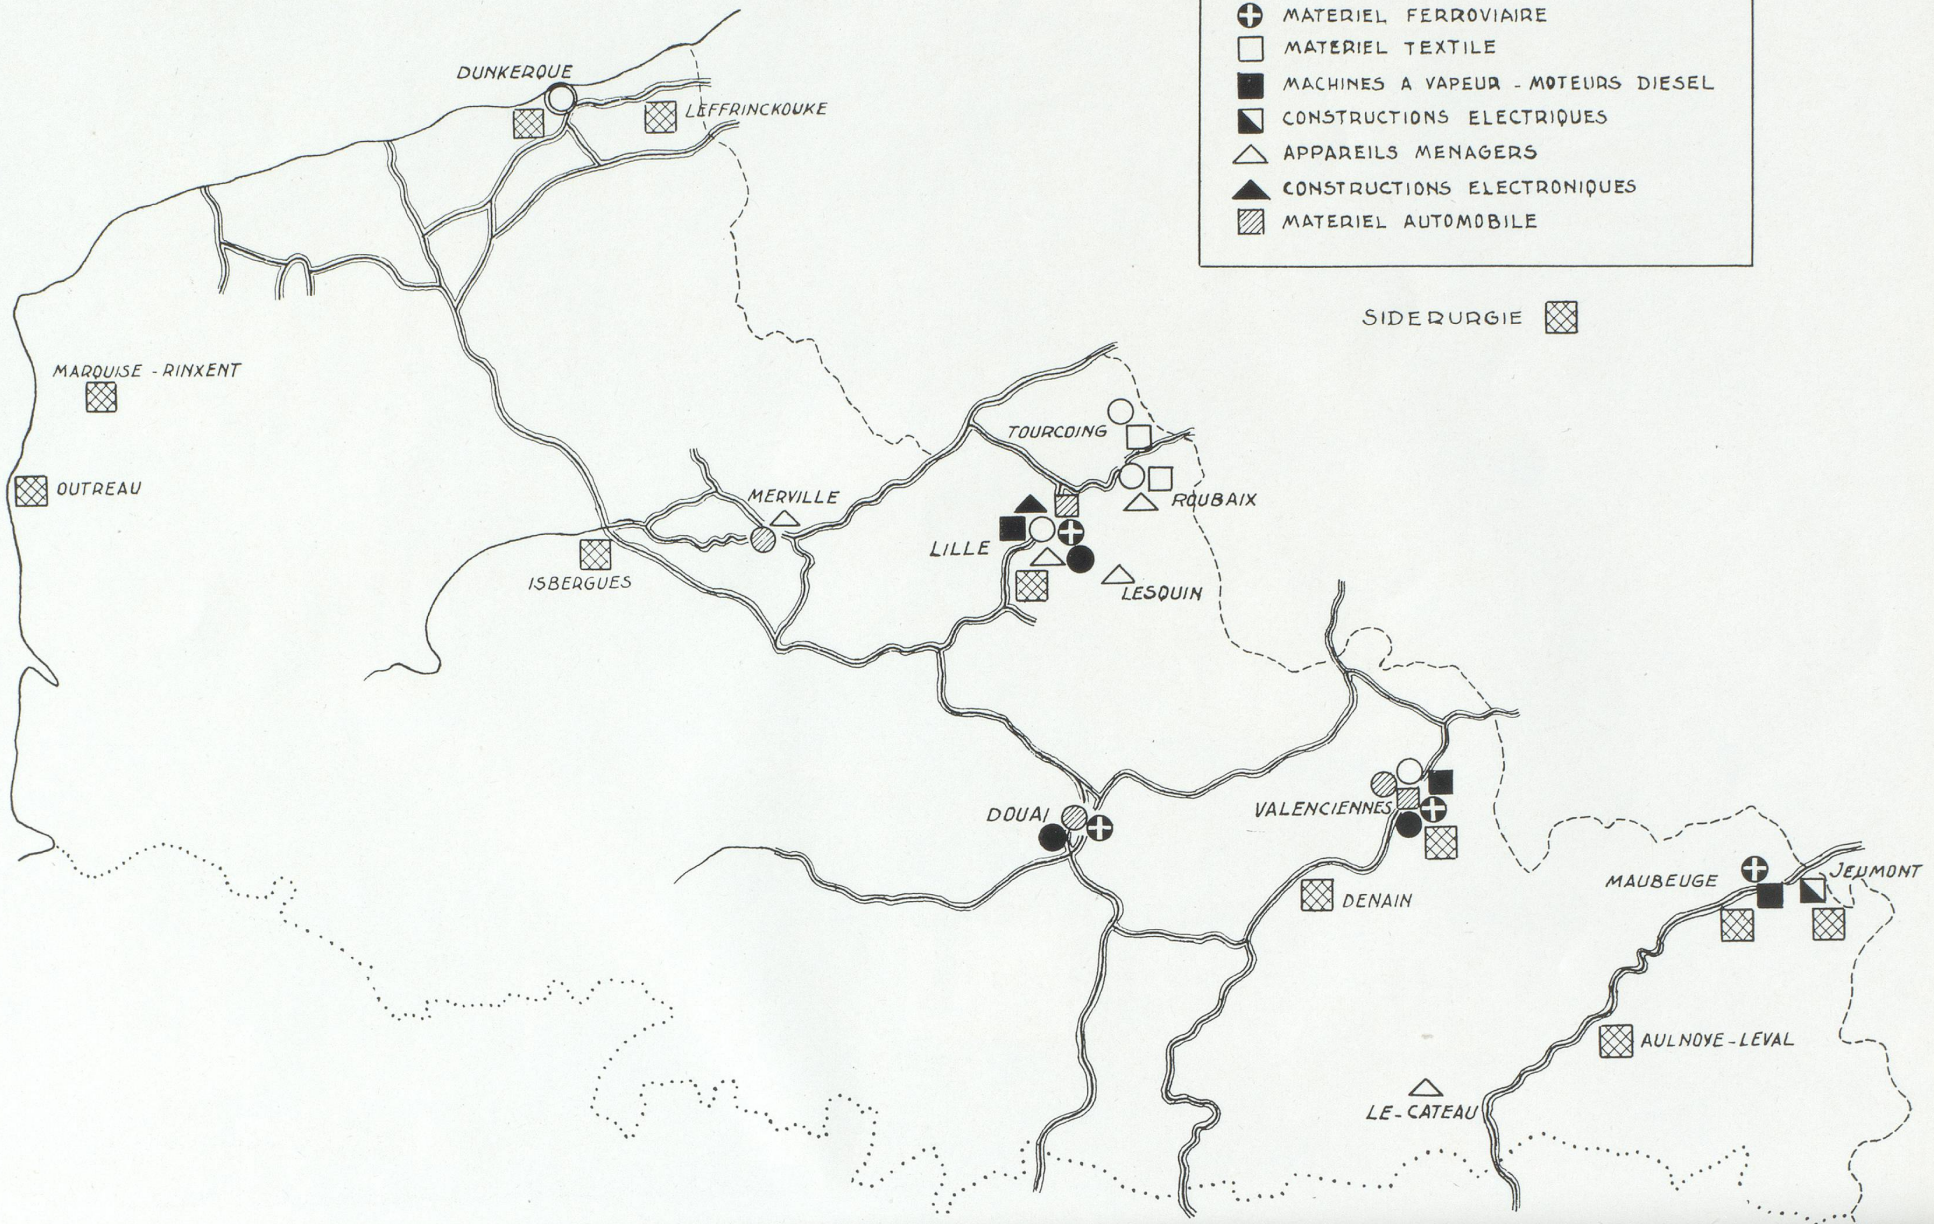 MATERIEL FERROVIAIRE
MATERIEL TEXTILE
MACHINES A VAPEUR - MOTEURS DIESEL
CONSTRUCTIONS ELECTRIQUES
APPAREILS MENAGERS
CONSTRUCTIONS ELECTRONIQUES
MATERIEL AUTOMOBILE
SIDERURGIE
DUNKERQUE
LEFFRINCKOUKE
MARQUISE - RINXENT
OUTREAU
TOURCOING
MERVILLE
ROUBAIX
LILLE
ISBERGUES
LESQUIN
DOUAI
VALENCIENNES
DENAIN
MAUBEUGE
JEUMONT
AULNOYE-LEVAL
LE-CATEAU